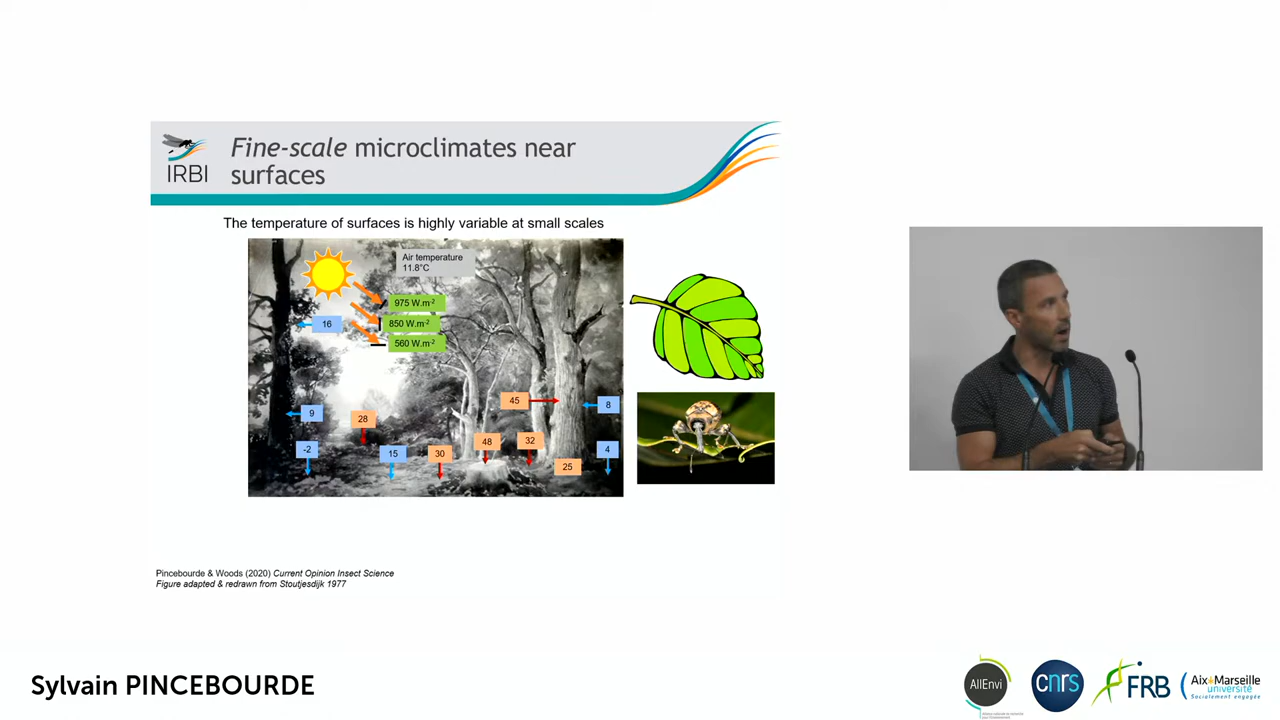 IRBI
Fine-scale microclimates near
surfaces
The temperature of surfaces is highly variable at small scales
Air temperature
11.8°C
975 W.m-2
850 W.m-2
560 W.m-2
16
45
8
9
28
-2
15
30
48
32
25
4
Pincebourde & Woods (2020) Current Opinion Insect Science
Figure adapted & redrawn from Stoutjesdijk 1977
Sylvain PINCEBOURDE
AllEnvi
cnrs
FRB
Aix Marseille
université
Socialement engagée